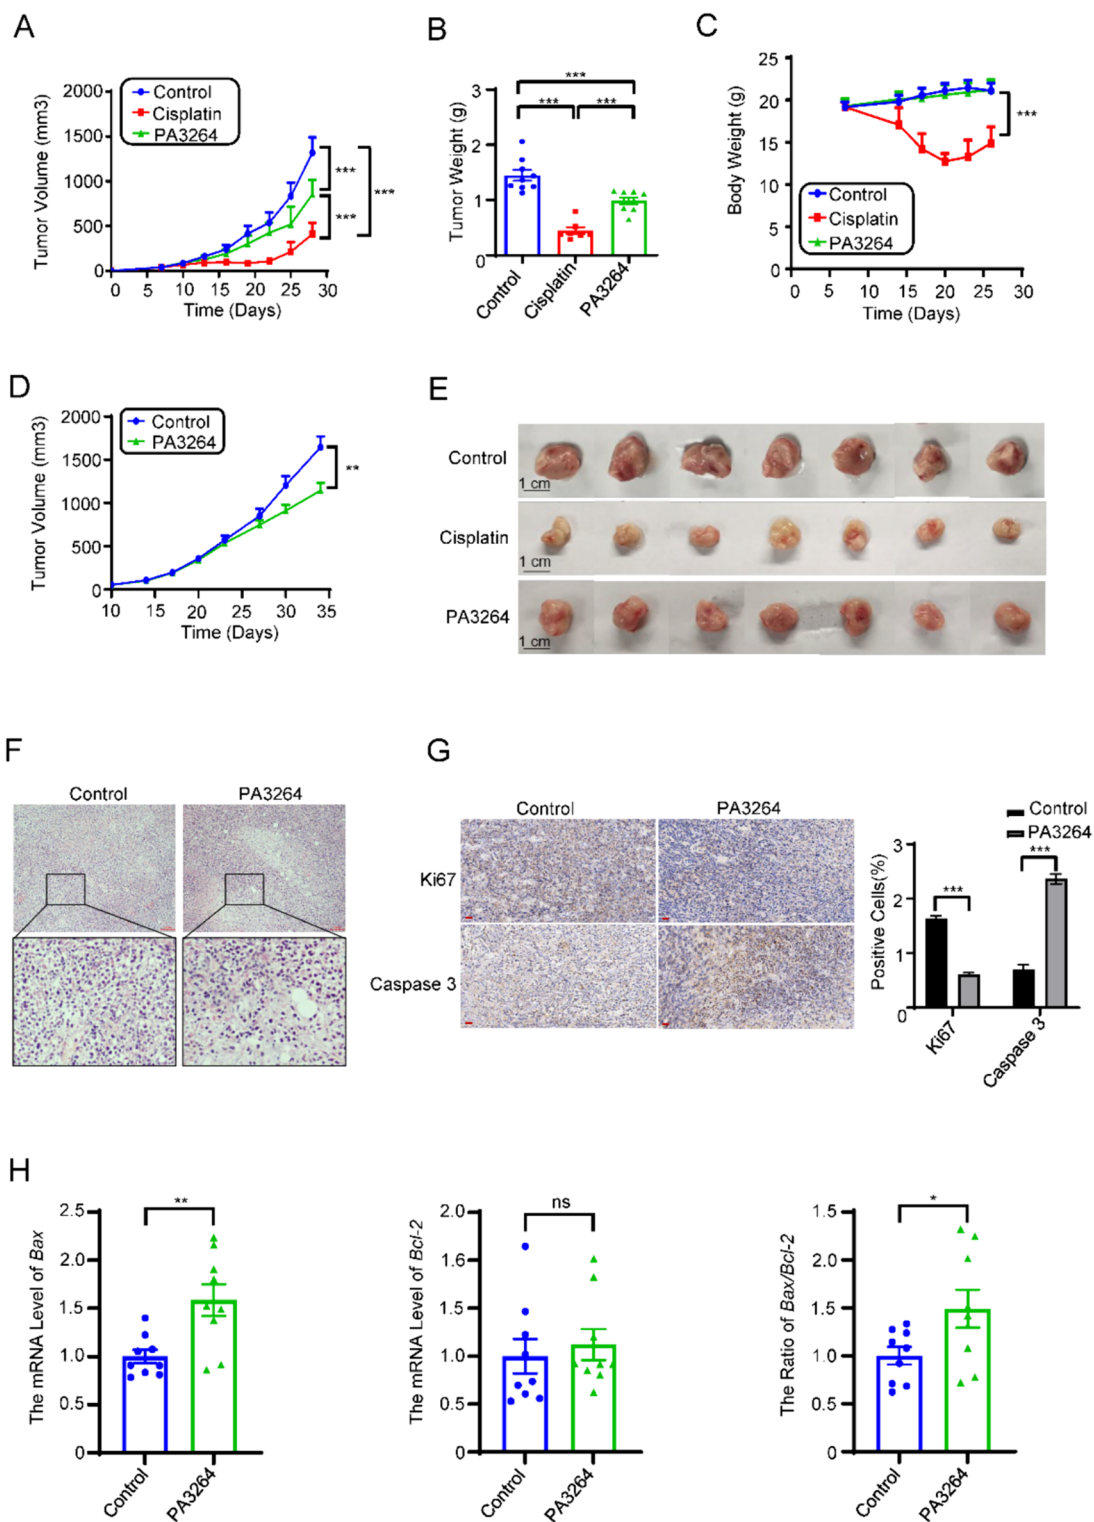 A
Control
Cisplatin
PA3264
Tumor Volume (mm3)
2000
1500
1000
500
0
***
***
***
0 5 10 15 20 25 30
Time (Days)
B
Tumor Weight (g)
3
2
1
0
***
*** ***
Control
Cisplatin
PA3264
C
Body Weight (g)
25
20
15
10
5
0
***
Control
Cisplatin
PA3264
0 5 10 15 20 25 30
Time (Days)
D
Control
PA3264
Tumor Volume (mm3)
2000
1500
1000
500
0
**
10 15 20 25 30 35
Time (Days)
E
Control
1 cm
Cisplatin
1 cm
PA3264
1 cm
F
Control PA3264
G
Control PA3264
Ki67
Caspase 3
Control
PA3264
Positive Cells(%)
3
2
1
0
***
***
Ki67
Caspase 3
H
The mRNA Level of Bax
2.5
2.0
1.5
1.0
0.5
0
**
Control
PA3264
The mRNA Level of Bcl-2
2.0
1.6
1.5
1.0
0.5
0
ns
Control
PA3264
The Ratio of Bax/Bcl-2
1.5
1.0
1.5
1.0
0.5
0
*
Control
PA3264